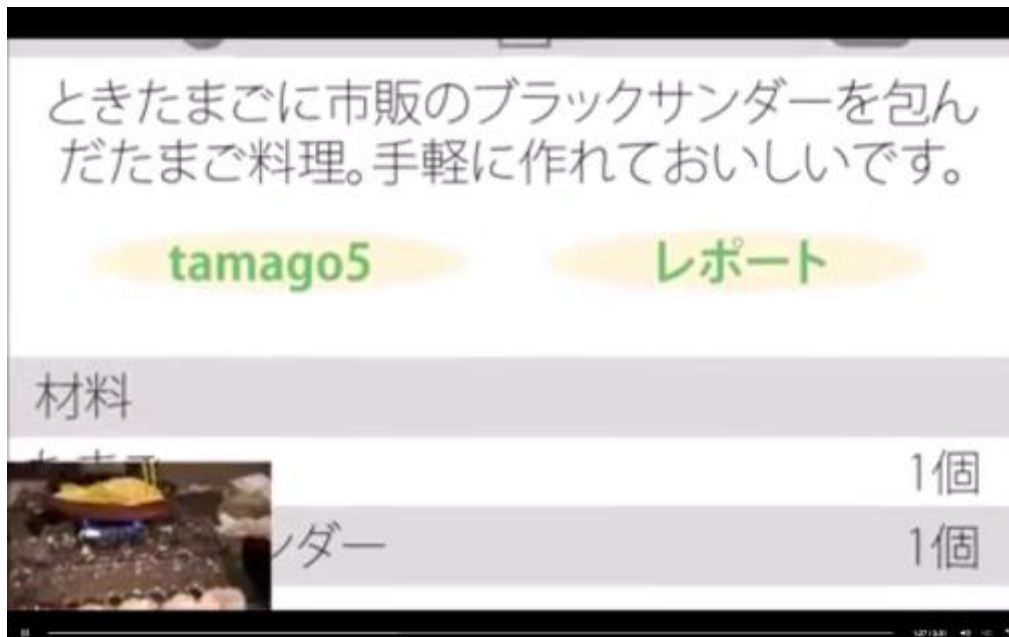 ときたまごに市販のブラックサンダーを包ん
だたまご料理。手軽に作れておいしいです。
tamago5 レポート
材料
1個
ンダー 1個